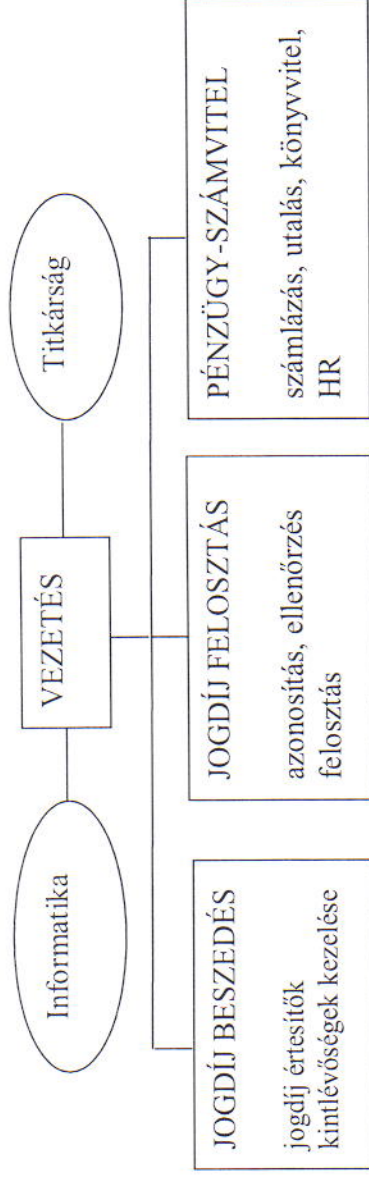 Informatika
VEZETÉS
Titkárság
JOGDÍJ BESZEDÉS
jogdíj értesítők
kintlévőségek kezelése
JOGDÍJ FELOSZTÁS
azonosítás, ellenőrzés
felosztás
PÉNZÜGY-SZÁMVITEL
számlázás, utalás, könyvvitel,
HR